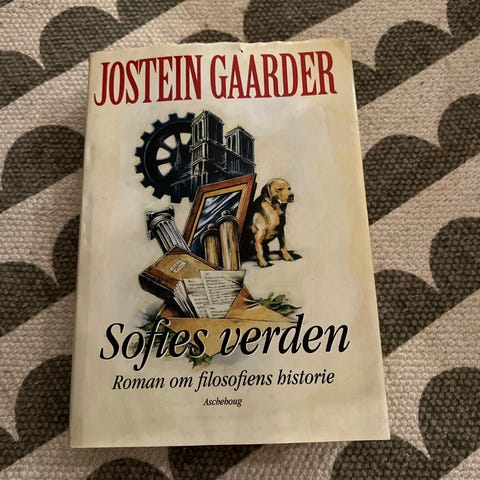 JOSTEIN GAARDER
Sofies verden
Roman om filosofiens historie
Aschehoug